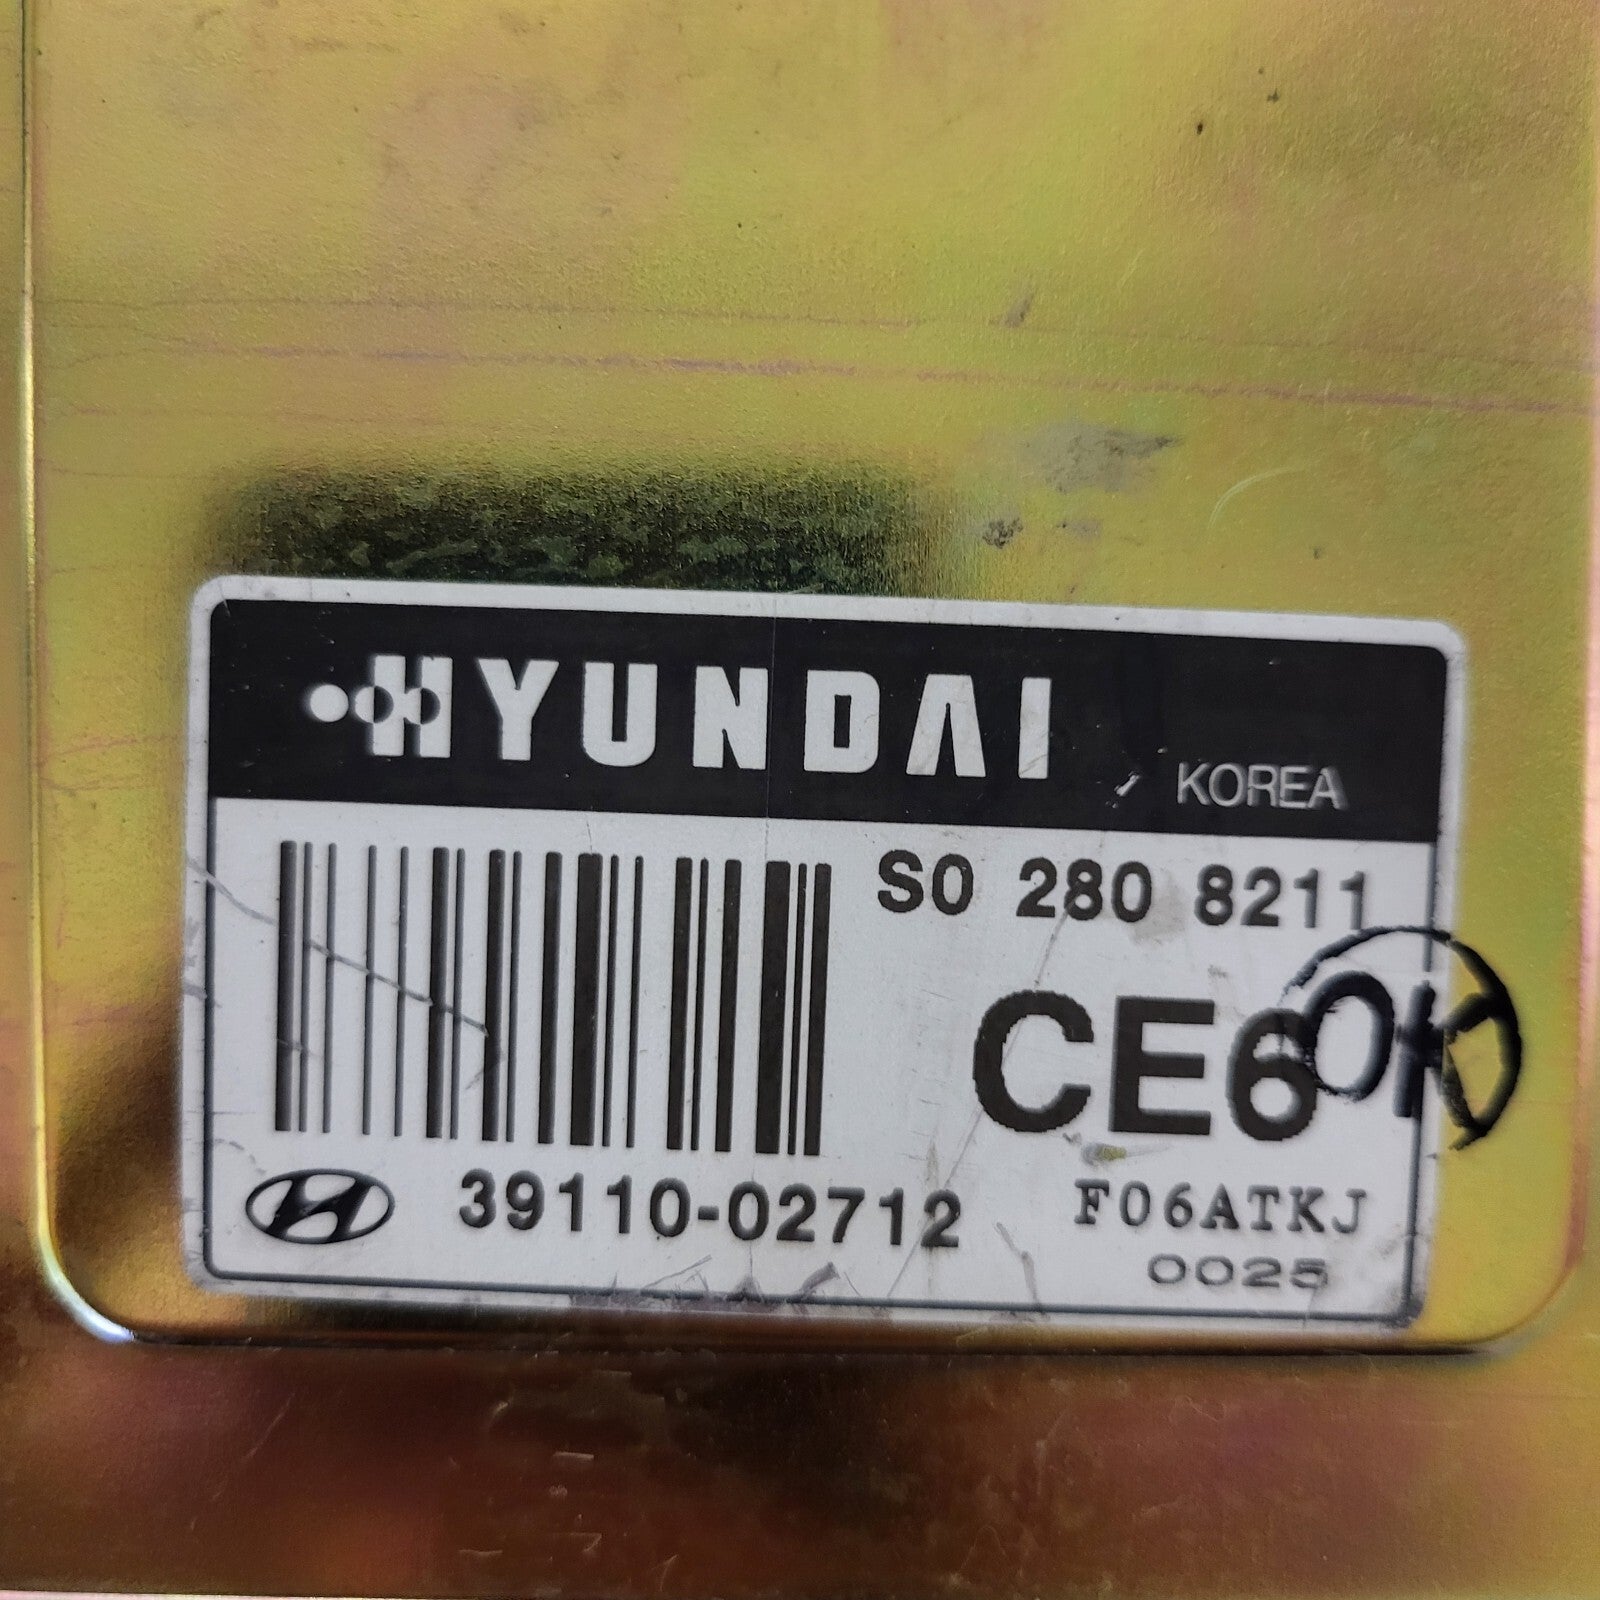 HYUNDAI
KOREA
S0 280 8211
CE6
OK
39110-02712
F06ATKJ
0025